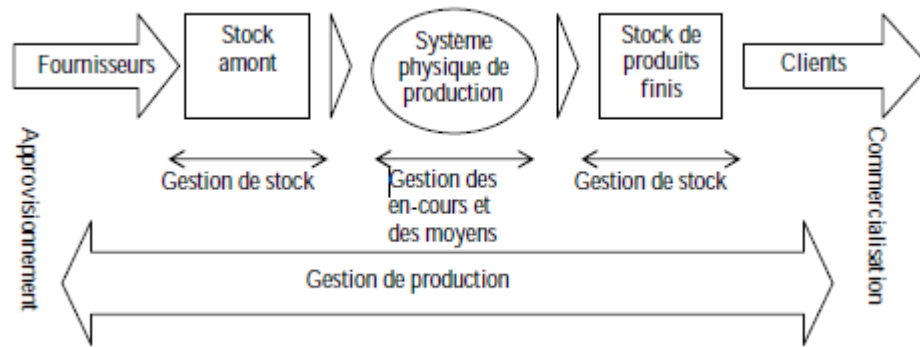 Fournisseurs
Stock
amont
Système
physique de
production
Stock de
produits
finis
Clients
Approvisionnement
Gestion de stock
Gestion des
en-cours et
des moyens
Gestion de stock
Commercialisation
Gestion de production